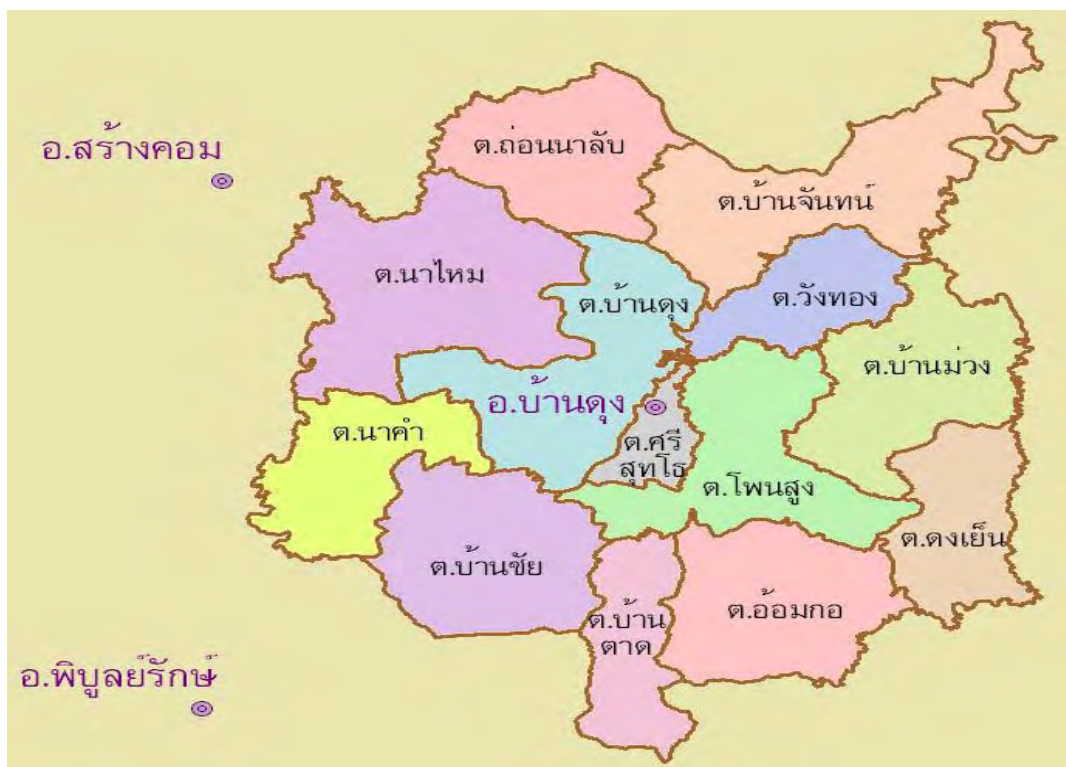 ต.ถ่อนนาลับ
อ.สร้างคอม
ต.บ้านจันทน์
ต.นาไหม
ต.วังทอง
ต.บ้านดุง
ต.บ้านม่วง
อ.บ้านดุง
ต.นาคำ
ต.ศรี
สุทโธ
ต.โพนสูง
ต.ดงเย็น
ต.บ้านชัย
ต.อ้อมกอ
ต.บ้าน
ตาด
อ.พิบูลย์รักษ์